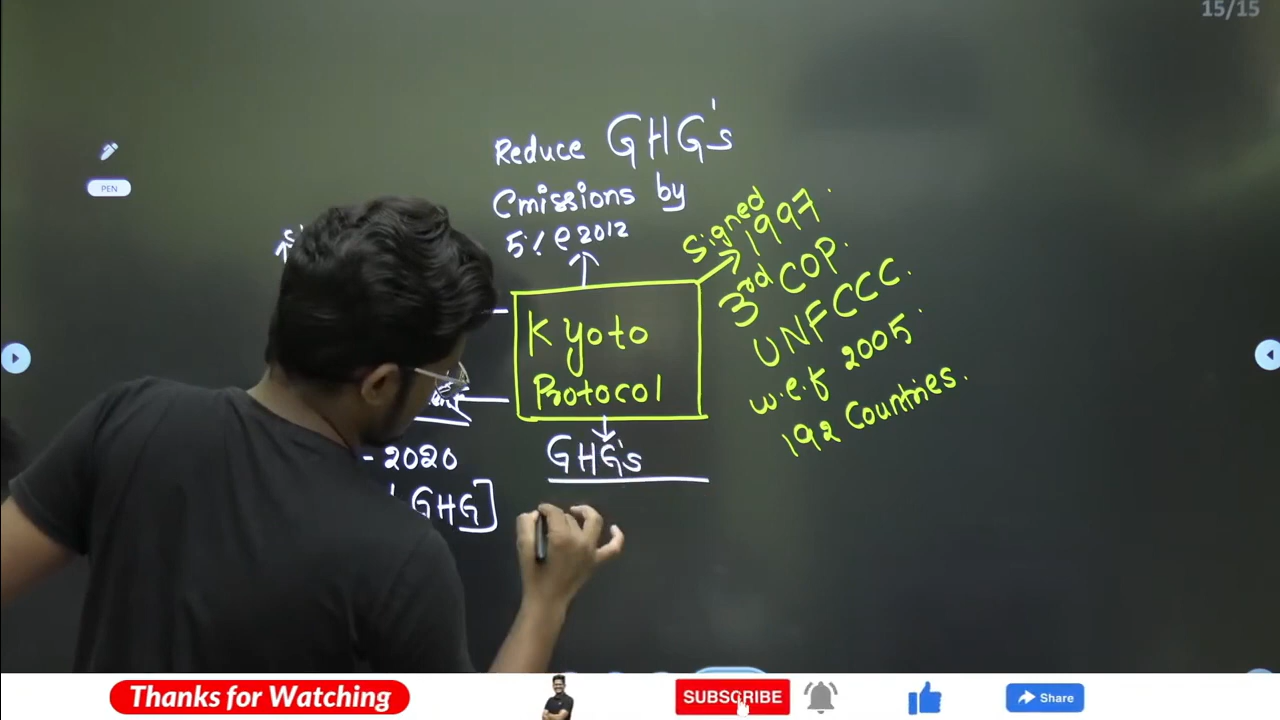 15/15
PEN
Reduce GHG's
Emissions by
5% @ 2012
Signed
1997.
3rd COP.
UNFCCC.
w.e.f 2005.
192 Countries.
Kyoto
Protocol
GHG's
- 2020
GHG]
Thanks for Watching
SUBSCRIBE
Share